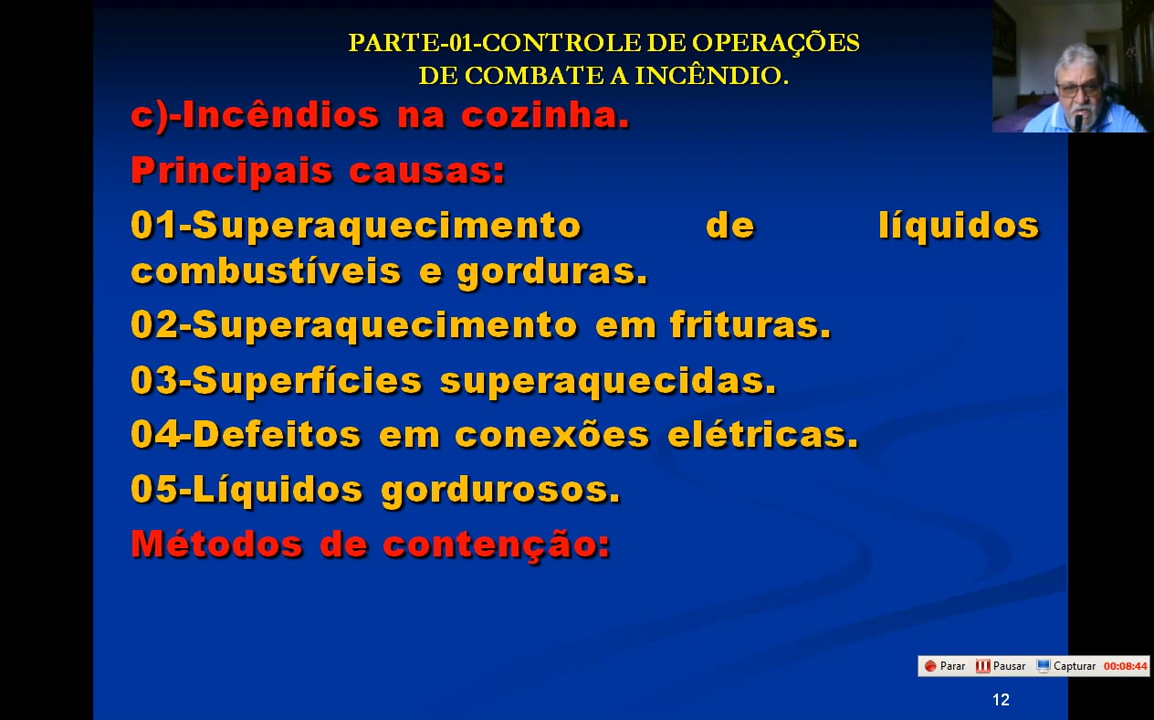 PARTE-01-CONTROLE DE OPERAÇÕES
DE COMBATE A INCÊNDIO.
c)-Incêndios na cozinha.
Principais causas:
01-Superaquecimento de líquidos
combustíveis e gorduras.
02-Superaquecimento em frituras.
03-Superfícies superaquecidas.
04-Defeitos em conexões elétricas.
05-Líquidos gordurosos.
Métodos de contenção:
Parar Pausar Capturar 00:08:44
12